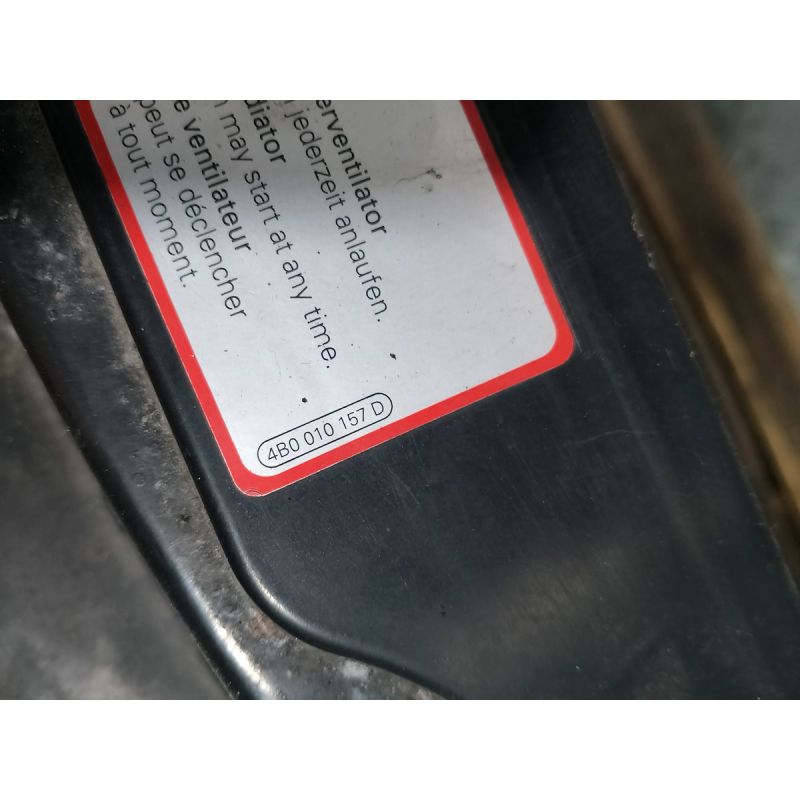 erventilator
jederzeit anlaufen.
diator
may start at any time.
e ventilateur
peut se déclencher
à tout moment.
4B0 010 157 D